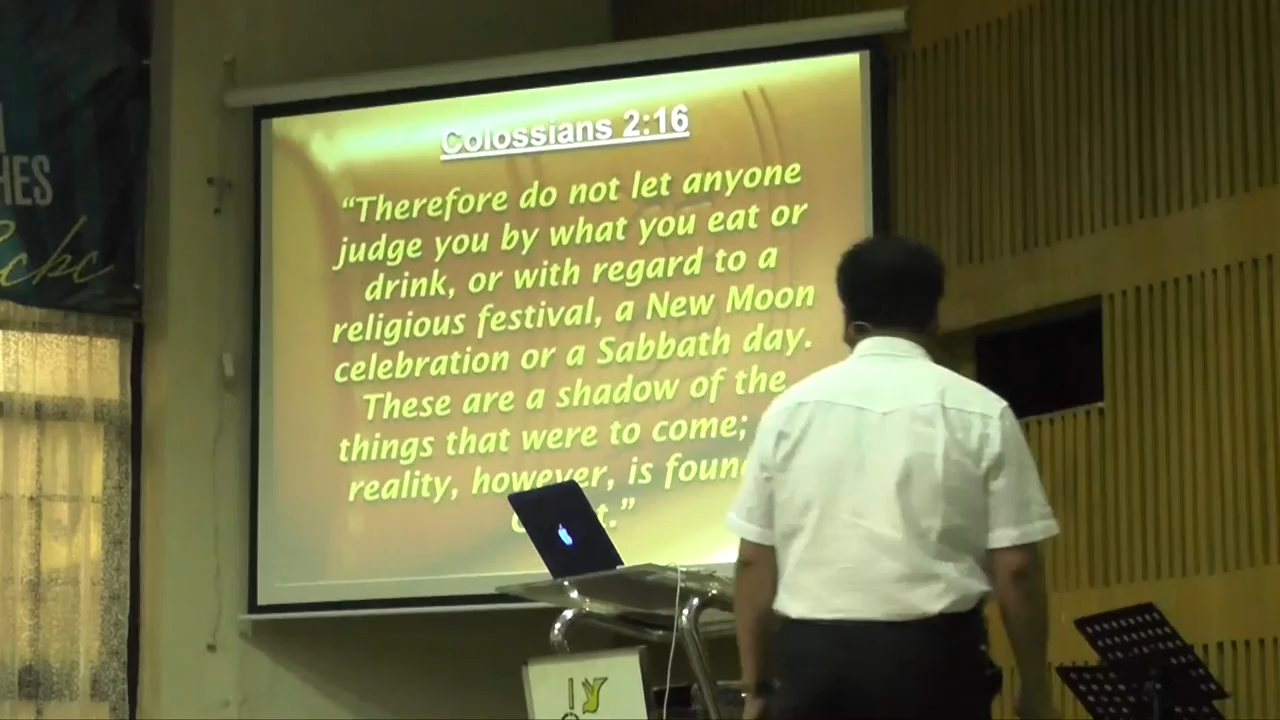 HES
Colossians 2:16
“Therefore do not let anyone
judge you by what you eat or
drink, or with regard to a
religious festival, a New Moon
celebration or a Sabbath day.
These are a shadow of the
things that were to come;
reality, however, is found